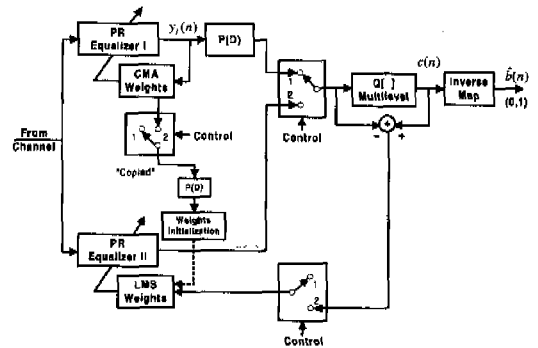 PR
Equalizer I
y_i(n)
P(D)
CMA
Weights
1
2
Control
"Copied"
P(D)
Weights
Initialization
From
Channel
PR
Equalizer II
LMS
Weights
1
2
Control
Q[ ]
Multilevel
c(n)
Inverse
Map
b̂(n)
(0,1)
+
-
+
1
2
Control